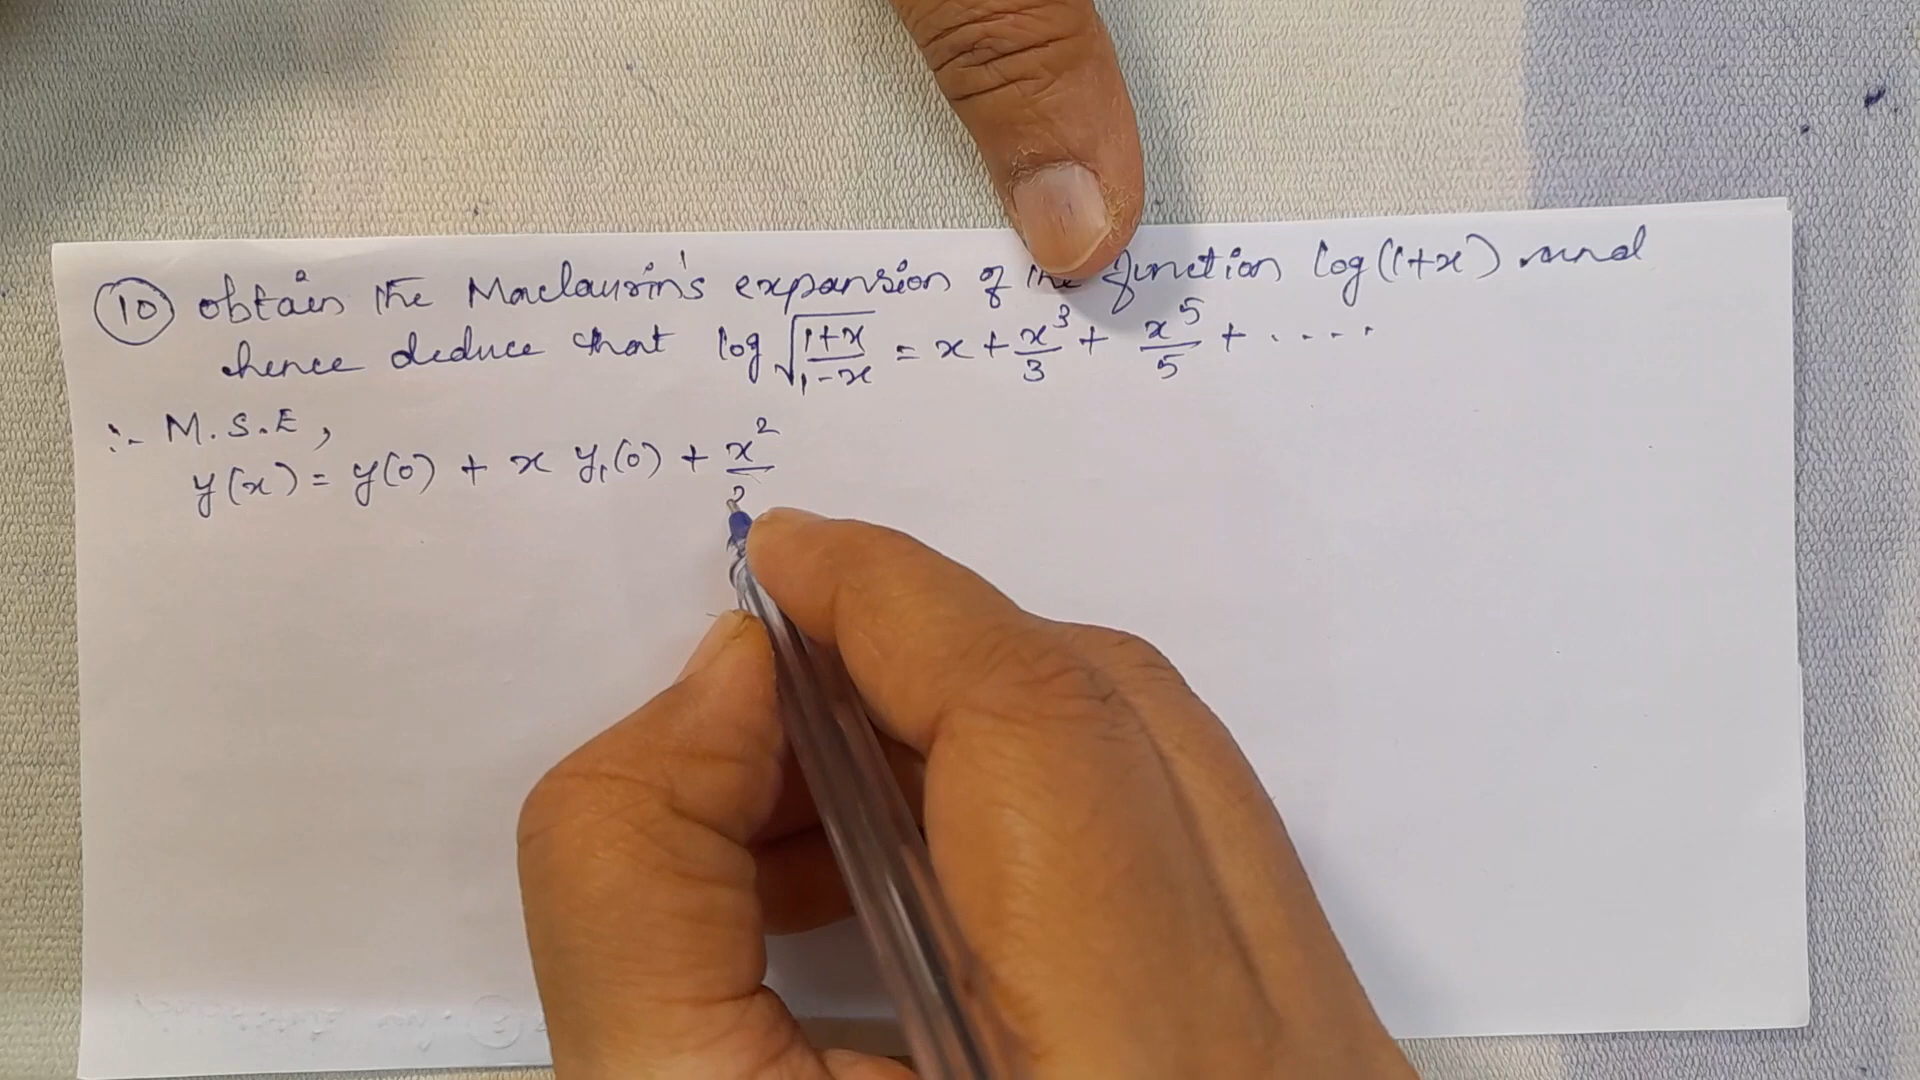 (10) obtain the Maclaurin's expansion of the function log(1+x) and
hence deduce that log √((1+x)/(1-x)) = x + x³/3 + x⁵/5 + .....
:- M.S.E,
y(x) = y(0) + x y₁(0) + x²/2